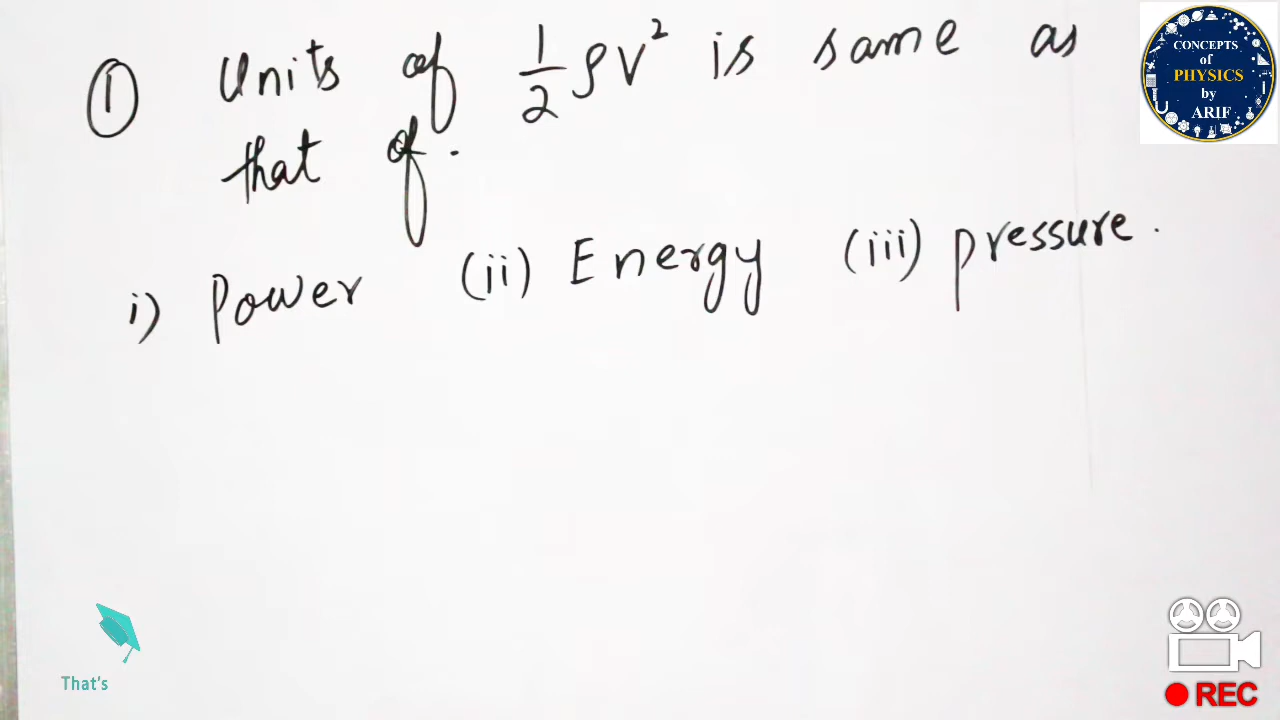 ① Units of 1/2 ρv² is same as
that of.
i) Power (ii) Energy (iii) pressure.
CONCEPTS
of
PHYSICS
by
ARIF
That's
REC